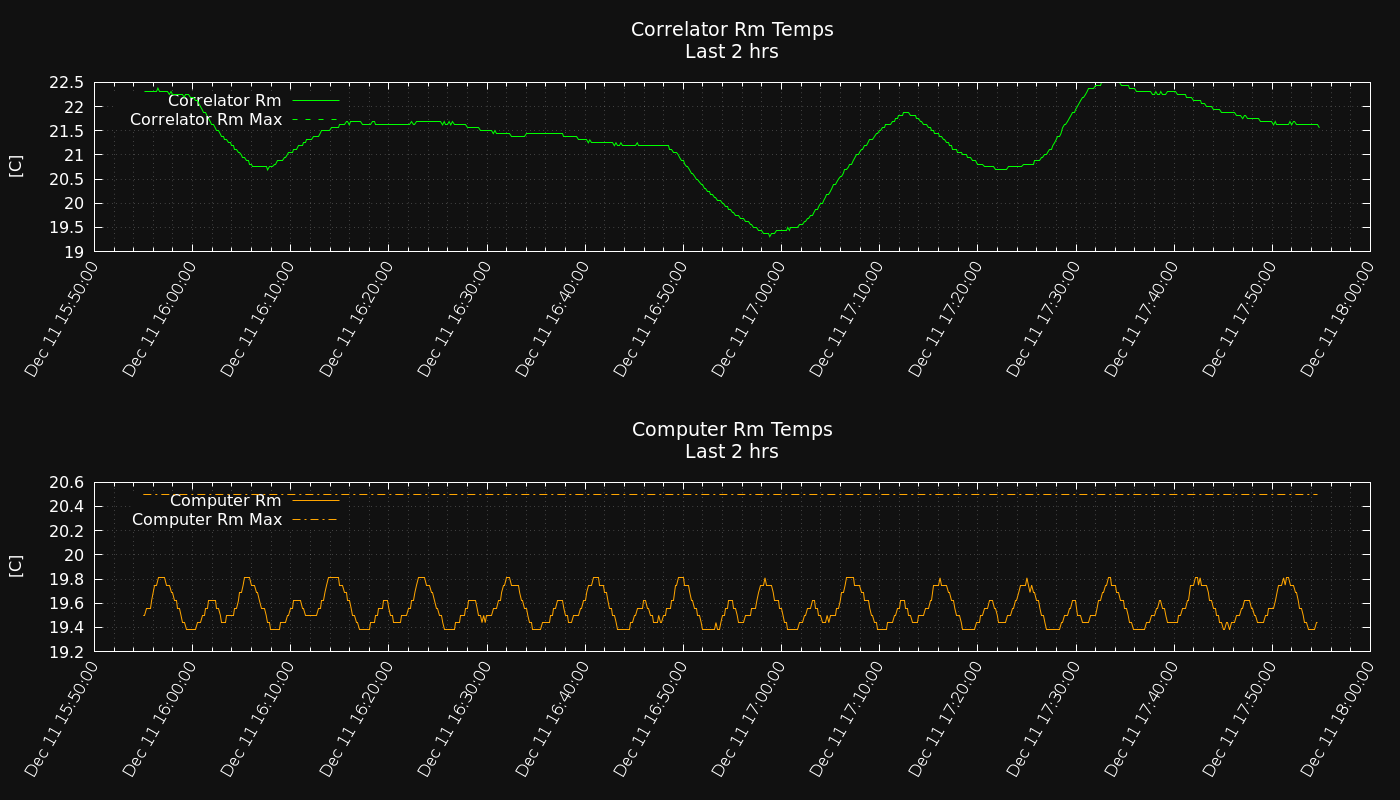 Correlator Rm Temps
Last 2 hrs
22.5
22
21.5
21
20.5
20
19.5
19
[C]
Correlator Rm
Correlator Rm Max
Dec 11 15:50:00
Dec 11 16:00:00
Dec 11 16:10:00
Dec 11 16:20:00
Dec 11 16:30:00
Dec 11 16:40:00
Dec 11 16:50:00
Dec 11 17:00:00
Dec 11 17:10:00
Dec 11 17:20:00
Dec 11 17:30:00
Dec 11 17:40:00
Dec 11 17:50:00
Dec 11 18:00:00
Computer Rm Temps
Last 2 hrs
20.6
20.4
20.2
20
19.8
19.6
19.4
19.2
[C]
Computer Rm
Computer Rm Max
Dec 11 15:50:00
Dec 11 16:00:00
Dec 11 16:10:00
Dec 11 16:20:00
Dec 11 16:30:00
Dec 11 16:40:00
Dec 11 16:50:00
Dec 11 17:00:00
Dec 11 17:10:00
Dec 11 17:20:00
Dec 11 17:30:00
Dec 11 17:40:00
Dec 11 17:50:00
Dec 11 18:00:00